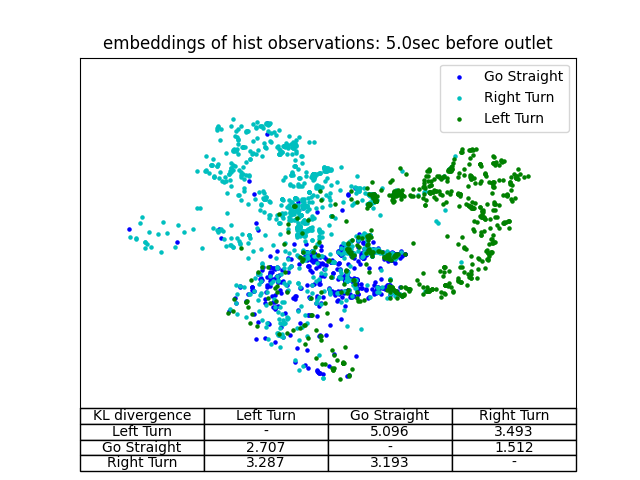 embeddings of hist observations: 5.0sec before outlet
Go Straight
Right Turn
Left Turn
KL divergence Left Turn Go Straight Right Turn
Left Turn - 5.096 3.493
Go Straight 2.707 - 1.512
Right Turn 3.287 3.193 -